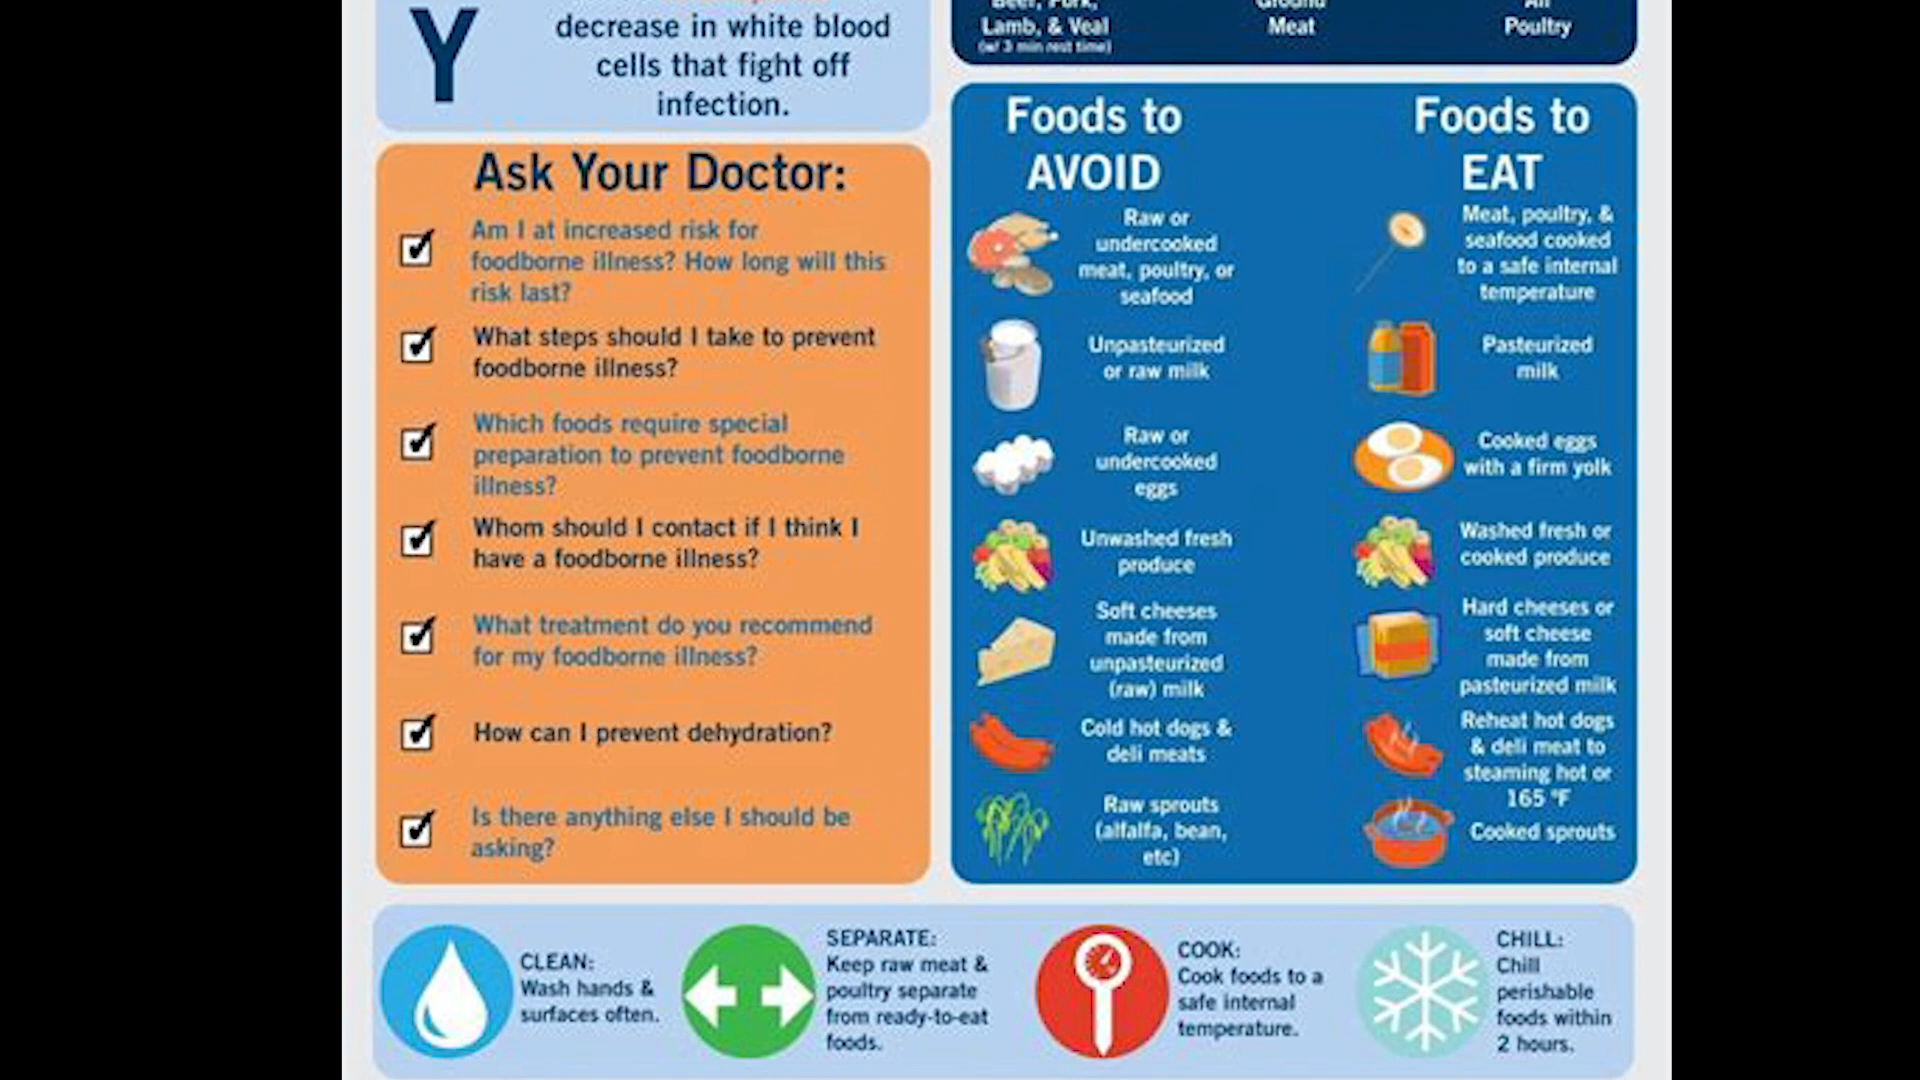 Y
decrease in white blood
cells that fight off
infection.
Beef, Pork,
Lamb, & Veal
(w/ 3 min rest time)
Ground
Meat
All
Poultry
Ask Your Doctor:
Am I at increased risk for
foodborne illness? How long will this
risk last?
What steps should I take to prevent
foodborne illness?
Which foods require special
preparation to prevent foodborne
illness?
Whom should I contact if I think I
have a foodborne illness?
What treatment do you recommend
for my foodborne illness?
How can I prevent dehydration?
Is there anything else I should be
asking?
Foods to
AVOID
Raw or
undercooked
meat, poultry, or
seafood
Unpasteurized
or raw milk
Raw or
undercooked
eggs
Unwashed fresh
produce
Soft cheeses
made from
unpasteurized
(raw) milk
Cold hot dogs &
deli meats
Raw sprouts
(alfalfa, bean,
etc)
Foods to
EAT
Meat, poultry, &
seafood cooked
to a safe internal
temperature
Pasteurized
milk
Cooked eggs
with a firm yolk
Washed fresh or
cooked produce
Hard cheeses or
soft cheese
made from
pasteurized milk
Reheat hot dogs
& deli meat to
steaming hot or
165 °F
Cooked sprouts
CLEAN:
Wash hands &
surfaces often.
SEPARATE:
Keep raw meat &
poultry separate
from ready-to-eat
foods.
COOK:
Cook foods to a
safe internal
temperature.
CHILL:
Chill
perishable
foods within
2 hours.